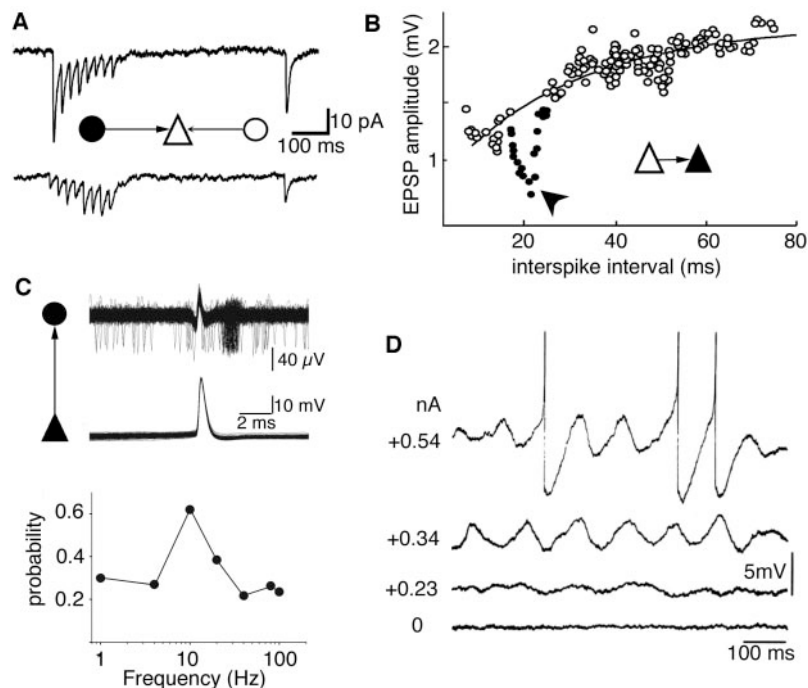 A
10 pA
100 ms
B
EPSP amplitude (mV)
2
1
20
40
60
80
interspike interval (ms)
C
40 µV
10 mV
2 ms
probability
0.6
0.4
0.2
1
10
100
Frequency (Hz)
D
nA
+0.54
+0.34
+0.23
0
5mV
100 ms